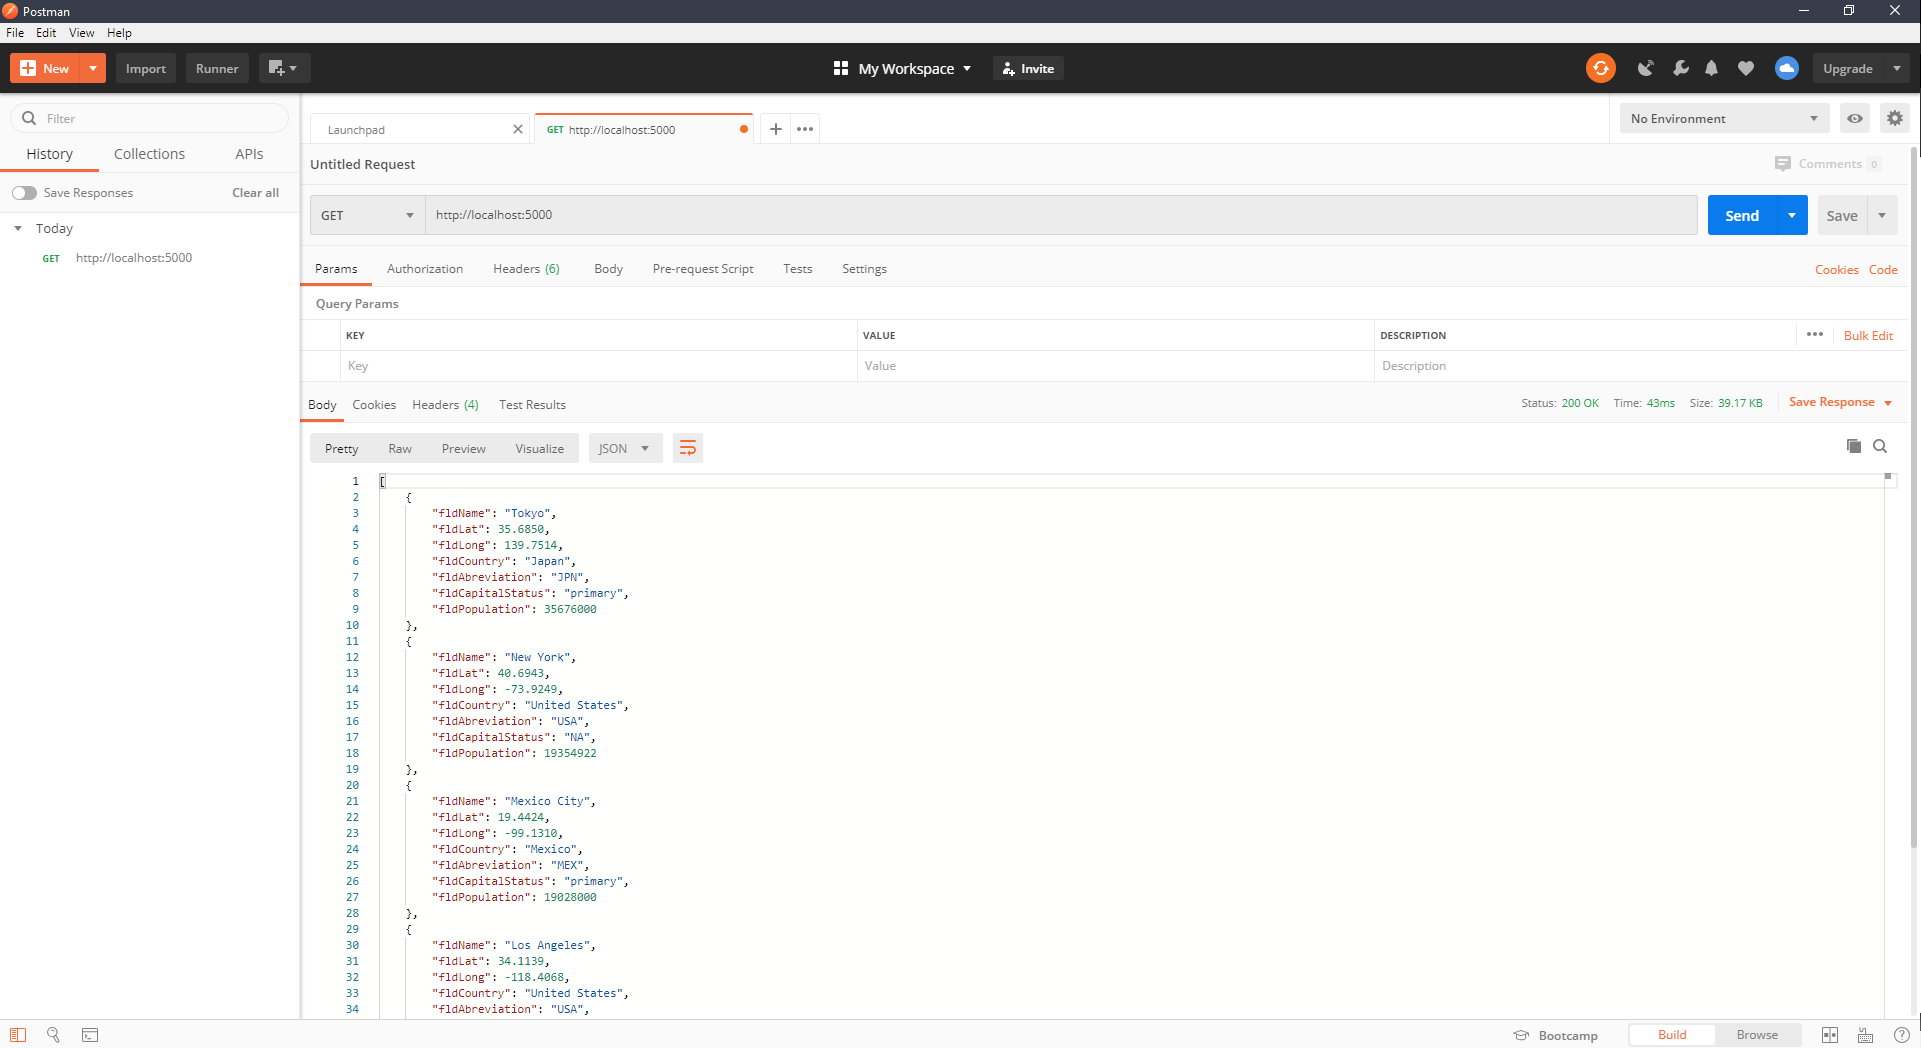 Postman
File Edit View Help
New Import Runner My Workspace Invite Upgrade
Filter
History Collections APIs
Save Responses Clear all
Today
GET http://localhost:5000
Launchpad GET http://localhost:5000 No Environment
Untitled Request Comments 0
GET http://localhost:5000 Send Save
Params Authorization Headers (6) Body Pre-request Script Tests Settings Cookies Code
Query Params
KEY VALUE DESCRIPTION Bulk Edit
Key Value Description
Body Cookies Headers (4) Test Results Status: 200 OK Time: 43ms Size: 39.17 KB Save Response
Pretty Raw Preview Visualize JSON
1 [
2 {
3 "fldName": "Tokyo",
4 "fldLat": 35.6850,
5 "fldLong": 139.7514,
6 "fldCountry": "Japan",
7 "fldAbreviation": "JPN",
8 "fldCapitalStatus": "primary",
9 "fldPopulation": 35676000
10 },
11 {
12 "fldName": "New York",
13 "fldLat": 40.6943,
14 "fldLong": -73.9249,
15 "fldCountry": "United States",
16 "fldAbreviation": "USA",
17 "fldCapitalStatus": "NA",
18 "fldPopulation": 19354922
19 },
20 {
21 "fldName": "Mexico City",
22 "fldLat": 19.4424,
23 "fldLong": -99.1310,
24 "fldCountry": "Mexico",
25 "fldAbreviation": "MEX",
26 "fldCapitalStatus": "primary",
27 "fldPopulation": 19028000
28 },
29 {
30 "fldName": "Los Angeles",
31 "fldLat": 34.1139,
32 "fldLong": -118.4068,
33 "fldCountry": "United States",
34 "fldAbreviation": "USA",
Bootcamp Build Browse